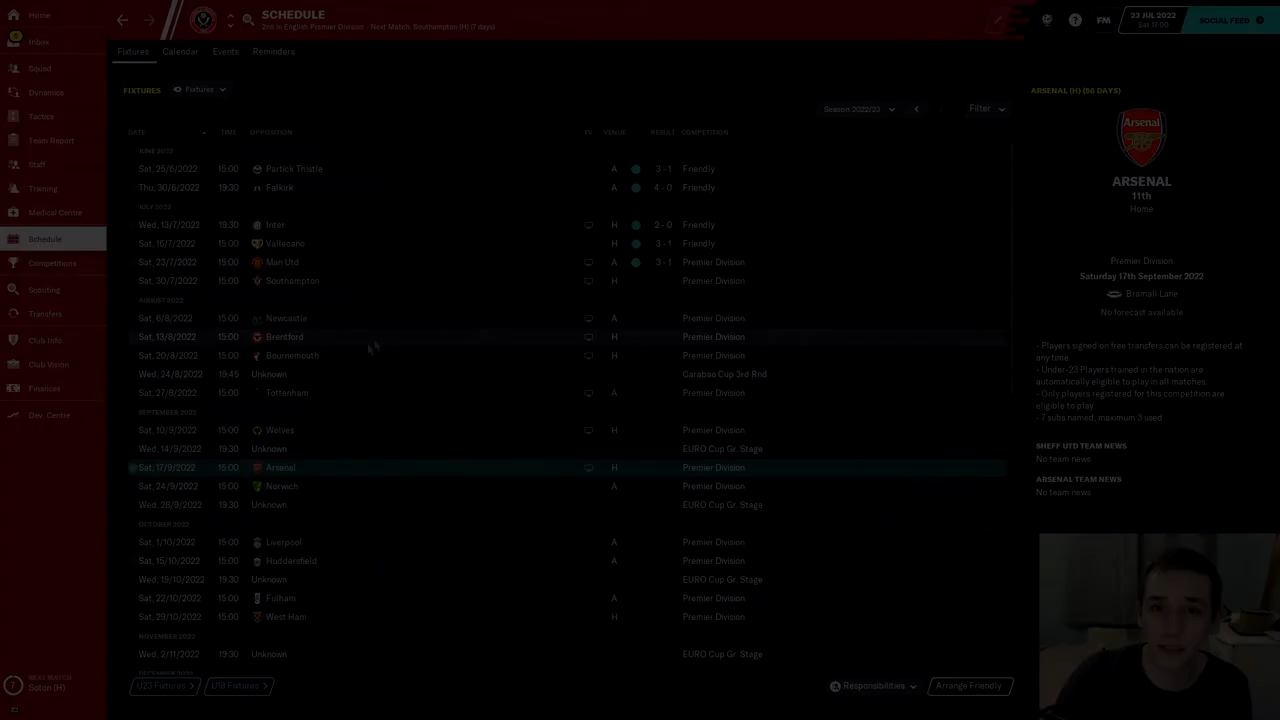 Home
Inbox
Squad
Dynamics
Tactics
Team Report
Staff
Training
Medical Centre
Schedule
Competitions
Scouting
Transfers
Club Info
Club Vision
Finances
Dev. Centre
7 NEXT MATCH
Soton (H)
SCHEDULE
2nd in English Premier Division - Next Match: Southampton (H) (7 days)
FM
23 JUL 2022
Sat 17:00
SOCIAL FEED
Fixtures Calendar Events Reminders
FIXTURES Fixtures
Season 2022/23 Filter
DATE TIME OPPOSITION TV VENUE RESULT COMPETITION
JUNE 2022
Sat, 25/6/2022 15:00 Partick Thistle A 3 - 1 Friendly
Thu, 30/6/2022 19:30 Falkirk A 4 - 0 Friendly
JULY 2022
Wed, 13/7/2022 19:30 Inter H 2 - 0 Friendly
Sat, 16/7/2022 15:00 Vallecano H 3 - 1 Friendly
Sat, 23/7/2022 15:00 Man Utd A 3 - 1 Premier Division
Sat, 30/7/2022 15:00 Southampton H Premier Division
AUGUST 2022
Sat, 6/8/2022 15:00 Newcastle A Premier Division
Sat, 13/8/2022 15:00 Brentford H Premier Division
Sat, 20/8/2022 15:00 Bournemouth H Premier Division
Wed, 24/8/2022 19:45 Unknown Carabao Cup 3rd Rnd
Sat, 27/8/2022 15:00 Tottenham A Premier Division
SEPTEMBER 2022
Sat, 10/9/2022 15:00 Wolves H Premier Division
Wed, 14/9/2022 19:30 Unknown EURO Cup Gr. Stage
Sat, 17/9/2022 15:00 Arsenal H Premier Division
Sat, 24/9/2022 15:00 Norwich A Premier Division
Wed, 28/9/2022 19:30 Unknown EURO Cup Gr. Stage
OCTOBER 2022
Sat, 1/10/2022 15:00 Liverpool A Premier Division
Sat, 15/10/2022 15:00 Huddersfield A Premier Division
Wed, 19/10/2022 19:30 Unknown EURO Cup Gr. Stage
Sat, 22/10/2022 15:00 Fulham A Premier Division
Sat, 29/10/2022 15:00 West Ham H Premier Division
NOVEMBER 2022
Wed, 2/11/2022 19:30 Unknown EURO Cup Gr. Stage
DECEMBER 2022
U23 Fixtures > U18 Fixtures > Responsibilities Arrange Friendly
ARSENAL (H) (56 DAYS)
Arsenal
ARSENAL
11th
Home
Premier Division
Saturday 17th September 2022
Bramall Lane
No forecast available
- Players signed on free transfers can be registered at
any time.
- Under-23 Players trained in the nation are
automatically eligible to play in all matches.
- Only players registered for this competition are
eligible to play.
- 7 subs named, maximum 3 used
SHEFF UTD TEAM NEWS
No team news
ARSENAL TEAM NEWS
No team news